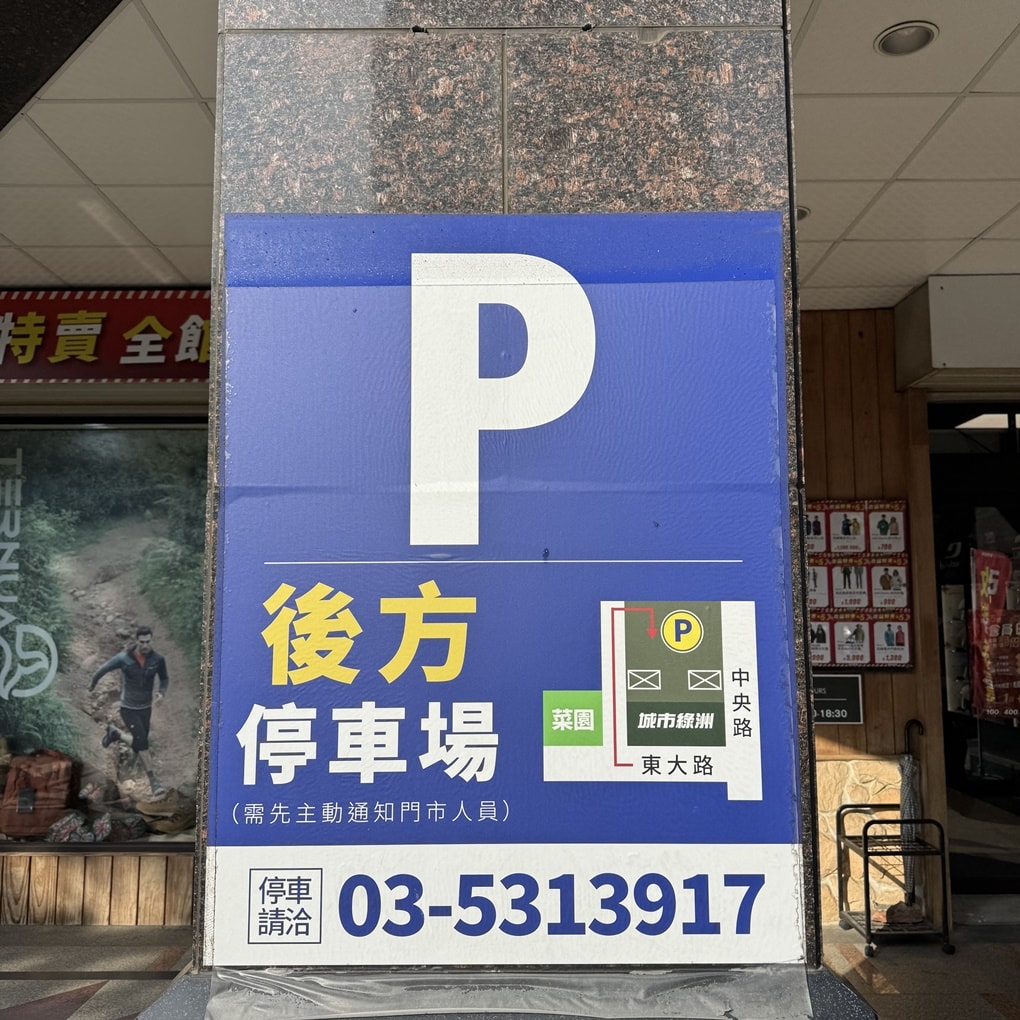 P
後方
停車場
(需先主動通知門市人員)
P
中央路
菜園
城市綠洲
東大路
停車
請洽
03-5313917
特賣 全館
TERNUA
-18:30